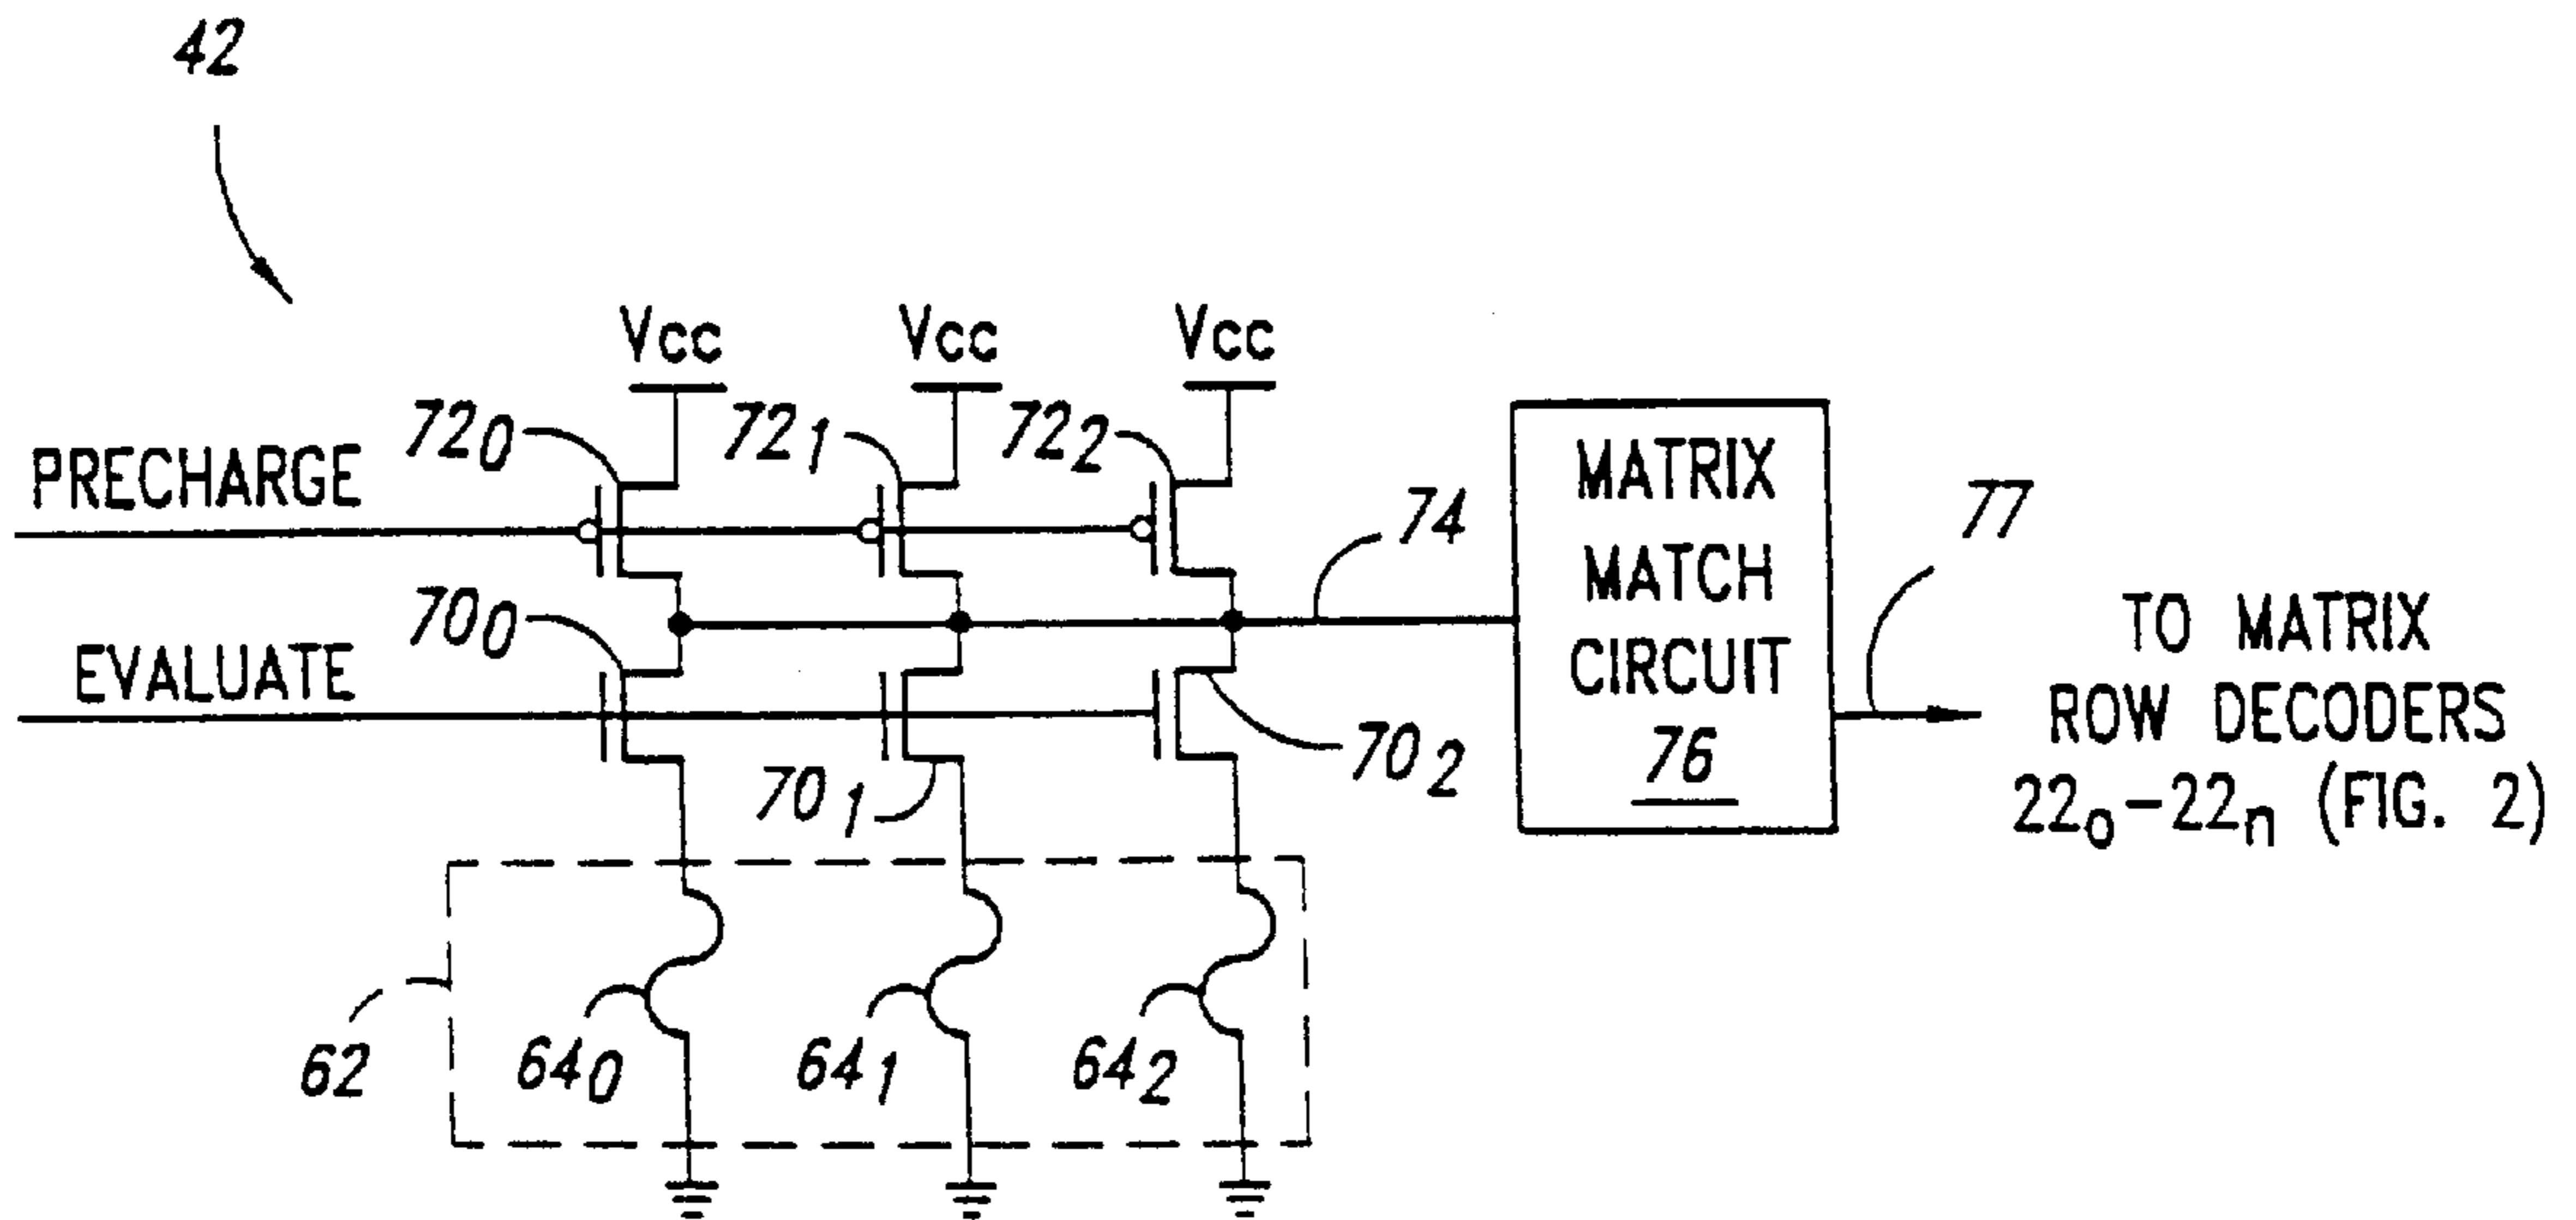 42
Vcc Vcc Vcc
72₀ 72₁ 72₂
PRECHARGE
74
77
MATRIX
MATCH
CIRCUIT
76
70₀
EVALUATE
70₁
70₂
TO MATRIX
ROW DECODERS
22₀-22ₙ (FIG. 2)
62
64₀ 64₁ 64₂